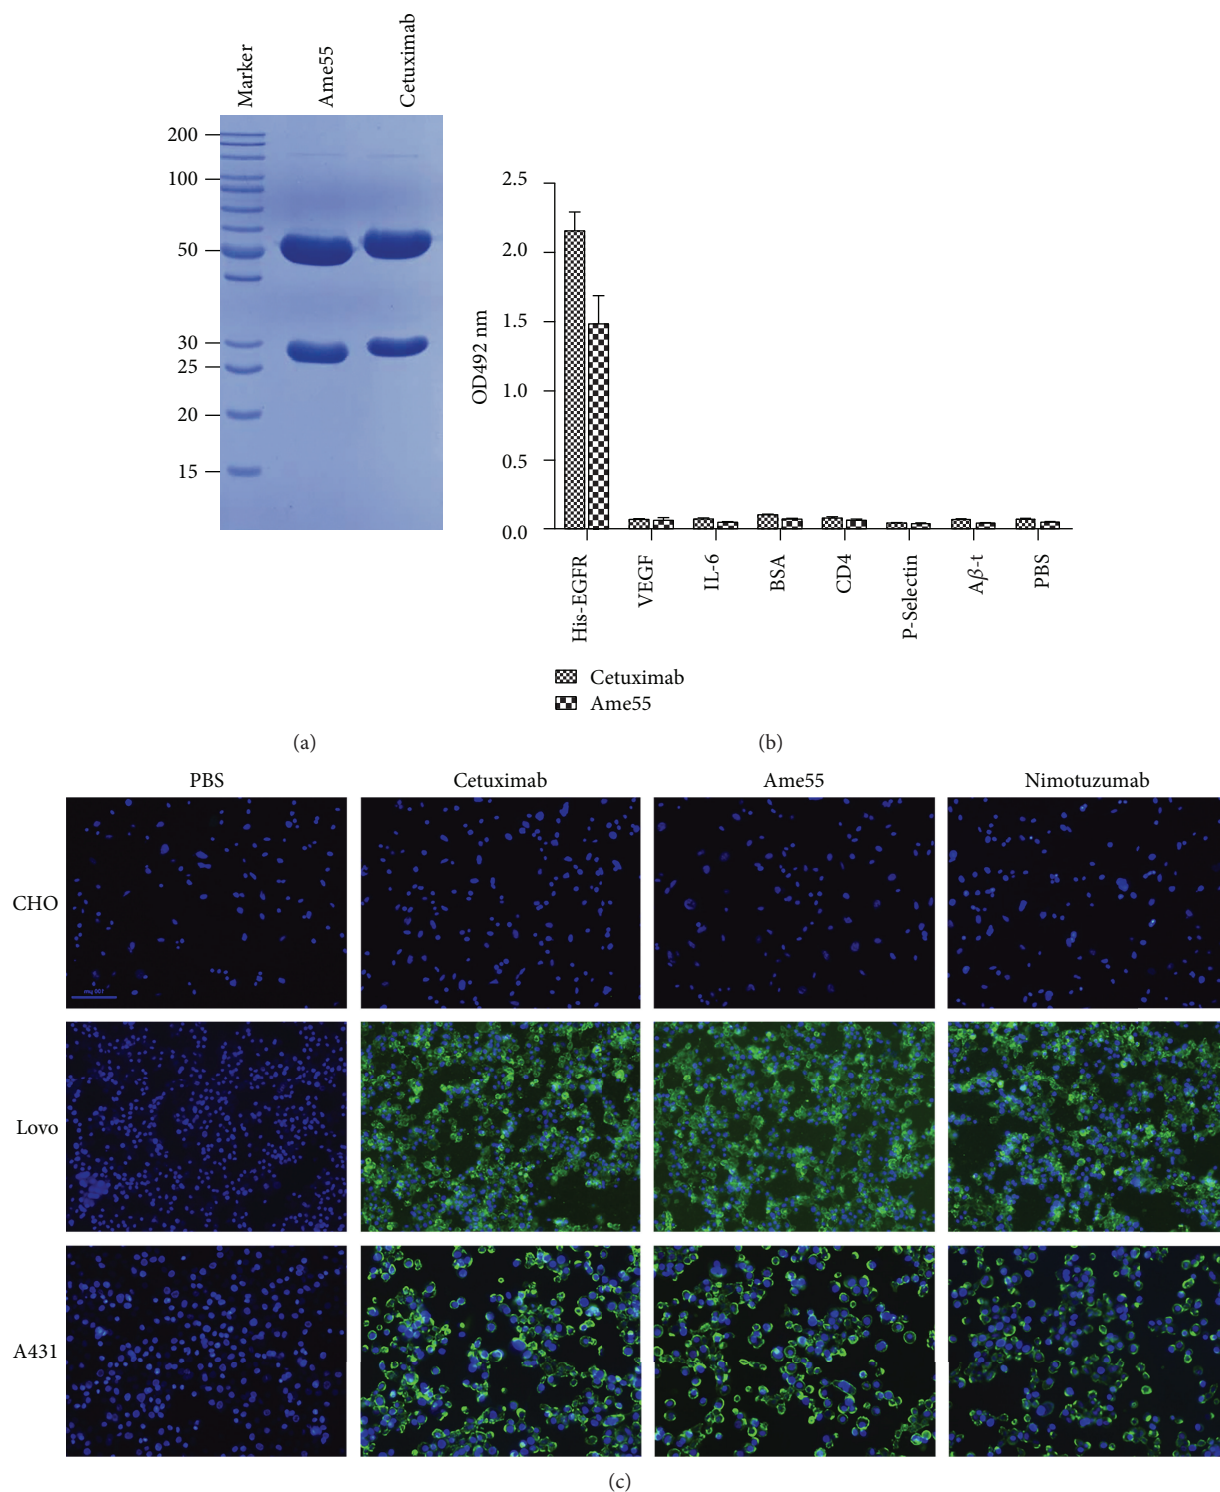 Marker
Ame55
Cetuximab
200
100
50
30
25
20
15
2.5
2.0
1.5
1.0
0.5
0.0
OD492 nm
His-EGFR
VEGF
IL-6
BSA
CD4
P-Selectin
Aβ-t
PBS
Cetuximab
Ame55
(a)
(b)
PBS Cetuximab Ame55 Nimotuzumab
CHO
100 μm
Lovo
A431
(c)